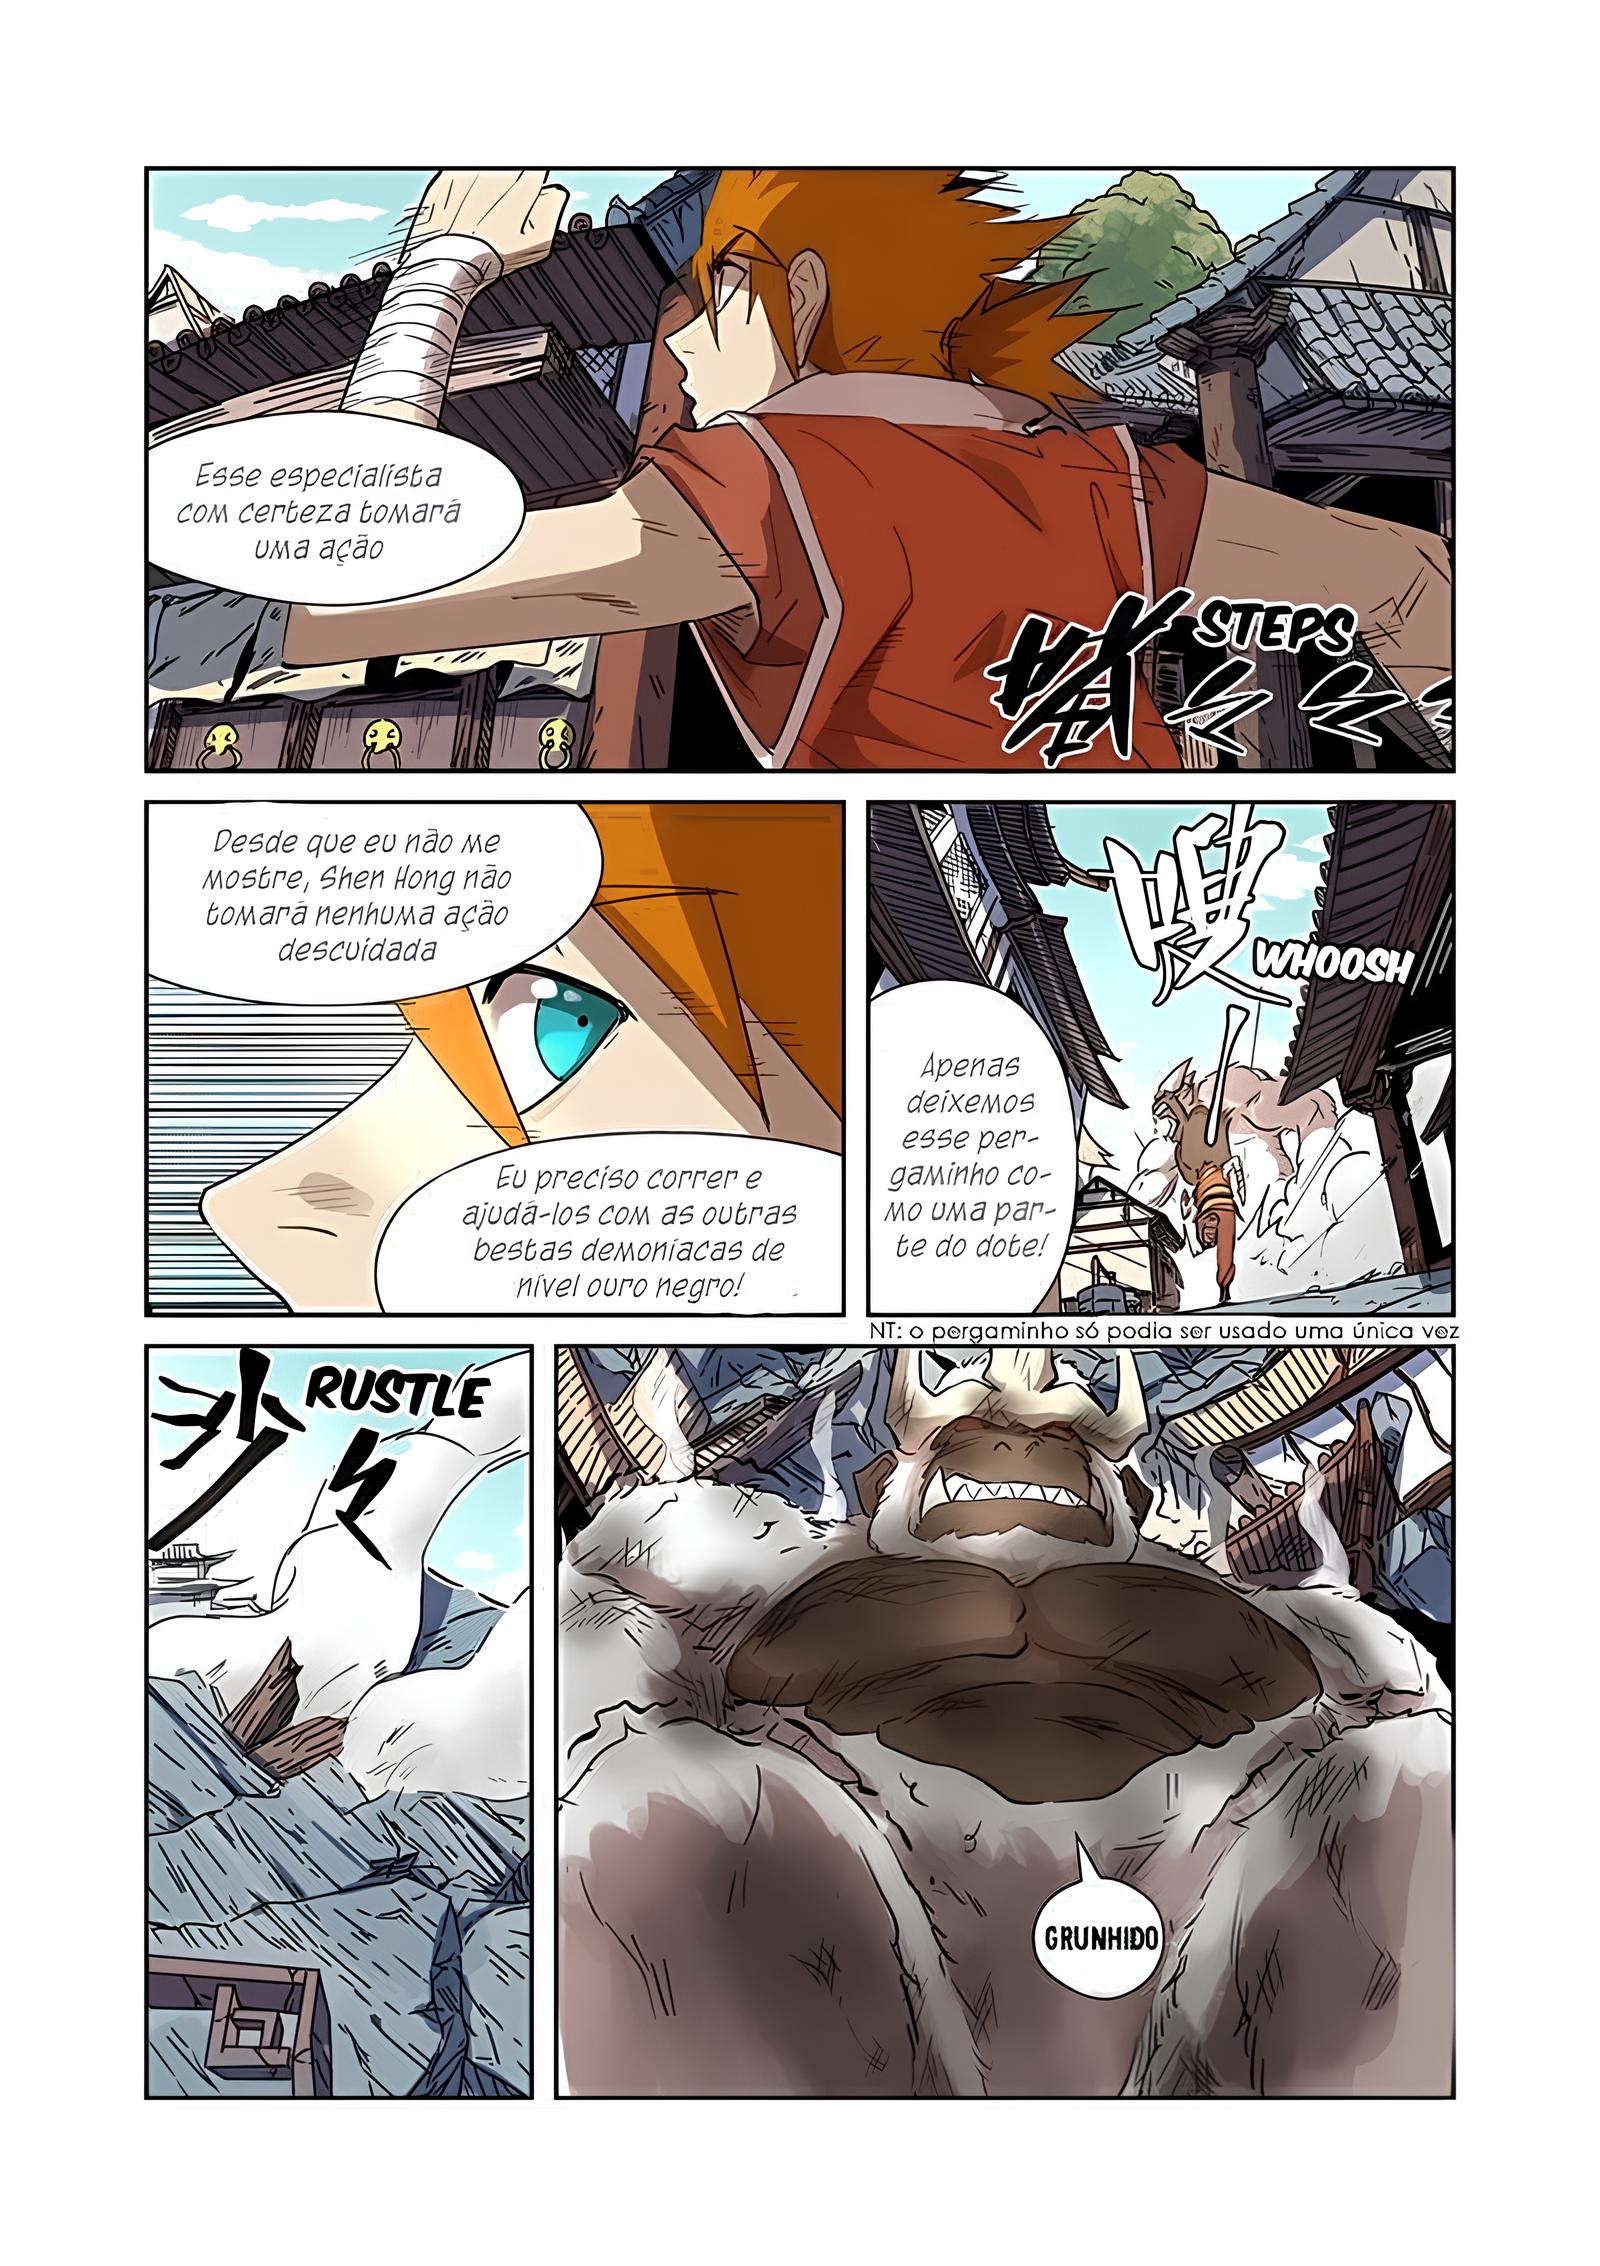 Esse especialista
com certeza tomará
uma ação
STEPS
Desde que eu não me
mostre, Shen Hong não
tomará nenhuma ação
descuidada
Eu preciso correr e
ajudá-los com as outras
bestas demoníacas de
nível ouro negro!
嗖
WHOOSH
Apenas
deixemos
esse per-
gaminho co-
mo uma par-
te do dote!
NT: o pergaminho só podia ser usado uma única vez
沙
RUSTLE
GRUNHIDO